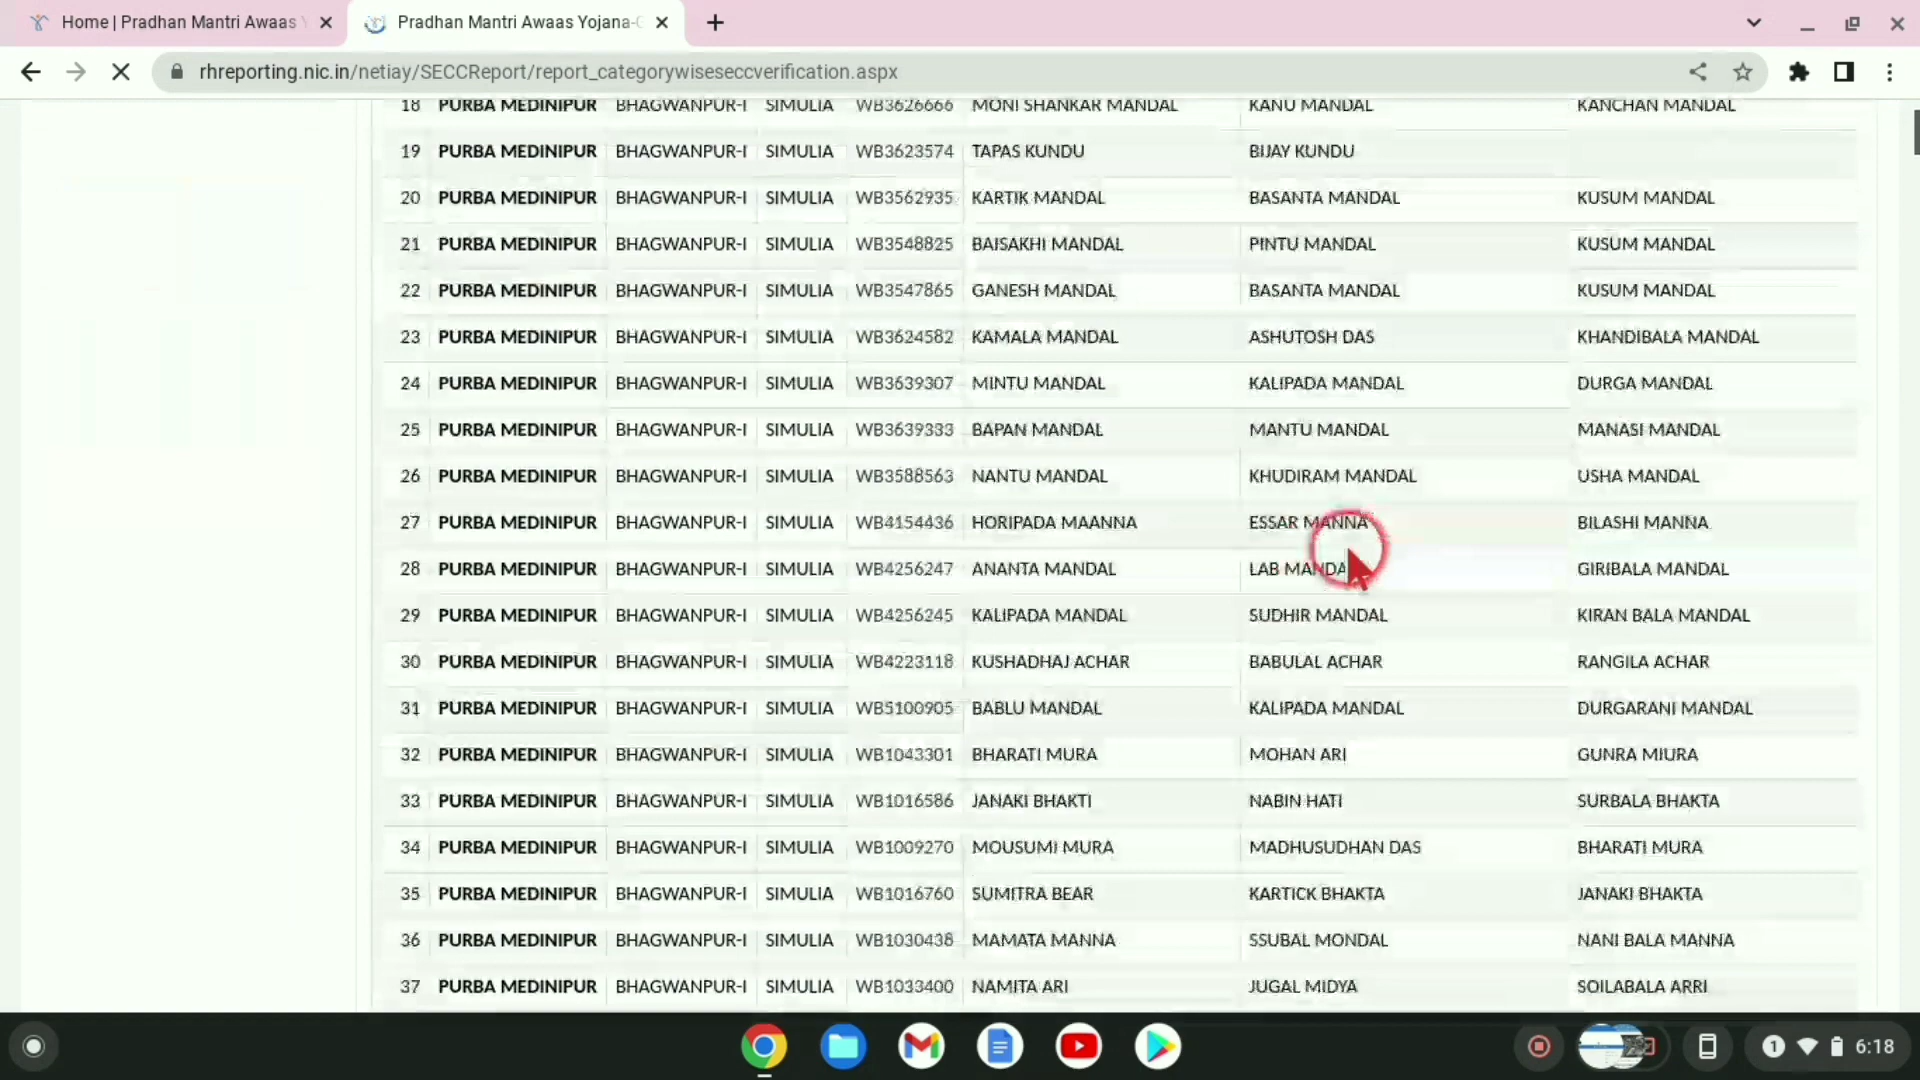 Home | Pradhan Mantri Awaas
Pradhan Mantri Awaas Yojana-
rhreporting.nic.in/netiay/SECCReport/report_categorywiseseccverification.aspx
18 PURBA MEDINIPUR BHAGWANPUR-I SIMULIA WB3626666 MONI SHANKAR MANDAL KANU MANDAL KANCHAN MANDAL
19 PURBA MEDINIPUR BHAGWANPUR-I SIMULIA WB3623574 TAPAS KUNDU BIJAY KUNDU
20 PURBA MEDINIPUR BHAGWANPUR-I SIMULIA WB3562935 KARTIK MANDAL BASANTA MANDAL KUSUM MANDAL
21 PURBA MEDINIPUR BHAGWANPUR-I SIMULIA WB3548825 BAISAKHI MANDAL PINTU MANDAL KUSUM MANDAL
22 PURBA MEDINIPUR BHAGWANPUR-I SIMULIA WB3547865 GANESH MANDAL BASANTA MANDAL KUSUM MANDAL
23 PURBA MEDINIPUR BHAGWANPUR-I SIMULIA WB3624582 KAMALA MANDAL ASHUTOSH DAS KHANDIBALA MANDAL
24 PURBA MEDINIPUR BHAGWANPUR-I SIMULIA WB3639307 MINTU MANDAL KALIPADA MANDAL DURGA MANDAL
25 PURBA MEDINIPUR BHAGWANPUR-I SIMULIA WB3639333 BAPAN MANDAL MANTU MANDAL MANASI MANDAL
26 PURBA MEDINIPUR BHAGWANPUR-I SIMULIA WB3588563 NANTU MANDAL KHUDIRAM MANDAL USHA MANDAL
27 PURBA MEDINIPUR BHAGWANPUR-I SIMULIA WB4154436 HORIPADA MAANNA ESSAR MANNA BILASHI MANNA
28 PURBA MEDINIPUR BHAGWANPUR-I SIMULIA WB4256247 ANANTA MANDAL LAB GIRIBALA MANDAL
29 PURBA MEDINIPUR BHAGWANPUR-I SIMULIA WB4256245 KALIPADA MANDAL SUDHIR MANDAL KIRAN BALA MANDAL
30 PURBA MEDINIPUR BHAGWANPUR-I SIMULIA WB4223118 KUSHADHAJ ACHAR BABULAL ACHAR RANGILA ACHAR
31 PURBA MEDINIPUR BHAGWANPUR-I SIMULIA WB5100905 BABLU MANDAL KALIPADA MANDAL DURGARANI MANDAL
32 PURBA MEDINIPUR BHAGWANPUR-I SIMULIA WB1043301 BHARATI MURA MOHAN ARI GUNRA MIURA
33 PURBA MEDINIPUR BHAGWANPUR-I SIMULIA WB1016586 JANAKI BHAKTI NABIN HATI SURBALA BHAKTA
34 PURBA MEDINIPUR BHAGWANPUR-I SIMULIA WB1009270 MOUSUMI MURA MADHUSUDHAN DAS BHARATI MURA
35 PURBA MEDINIPUR BHAGWANPUR-I SIMULIA WB1016760 SUMITRA BEAR KARTICK BHAKTA JANAKI BHAKTA
36 PURBA MEDINIPUR BHAGWANPUR-I SIMULIA WB1030438 MAMATA MANNA SSUBAL MONDAL NANI BALA MANNA
37 PURBA MEDINIPUR BHAGWANPUR-I SIMULIA WB1033400 NAMITA ARI JUGAL MIDYA SOILABALA ARRI
1 6:18